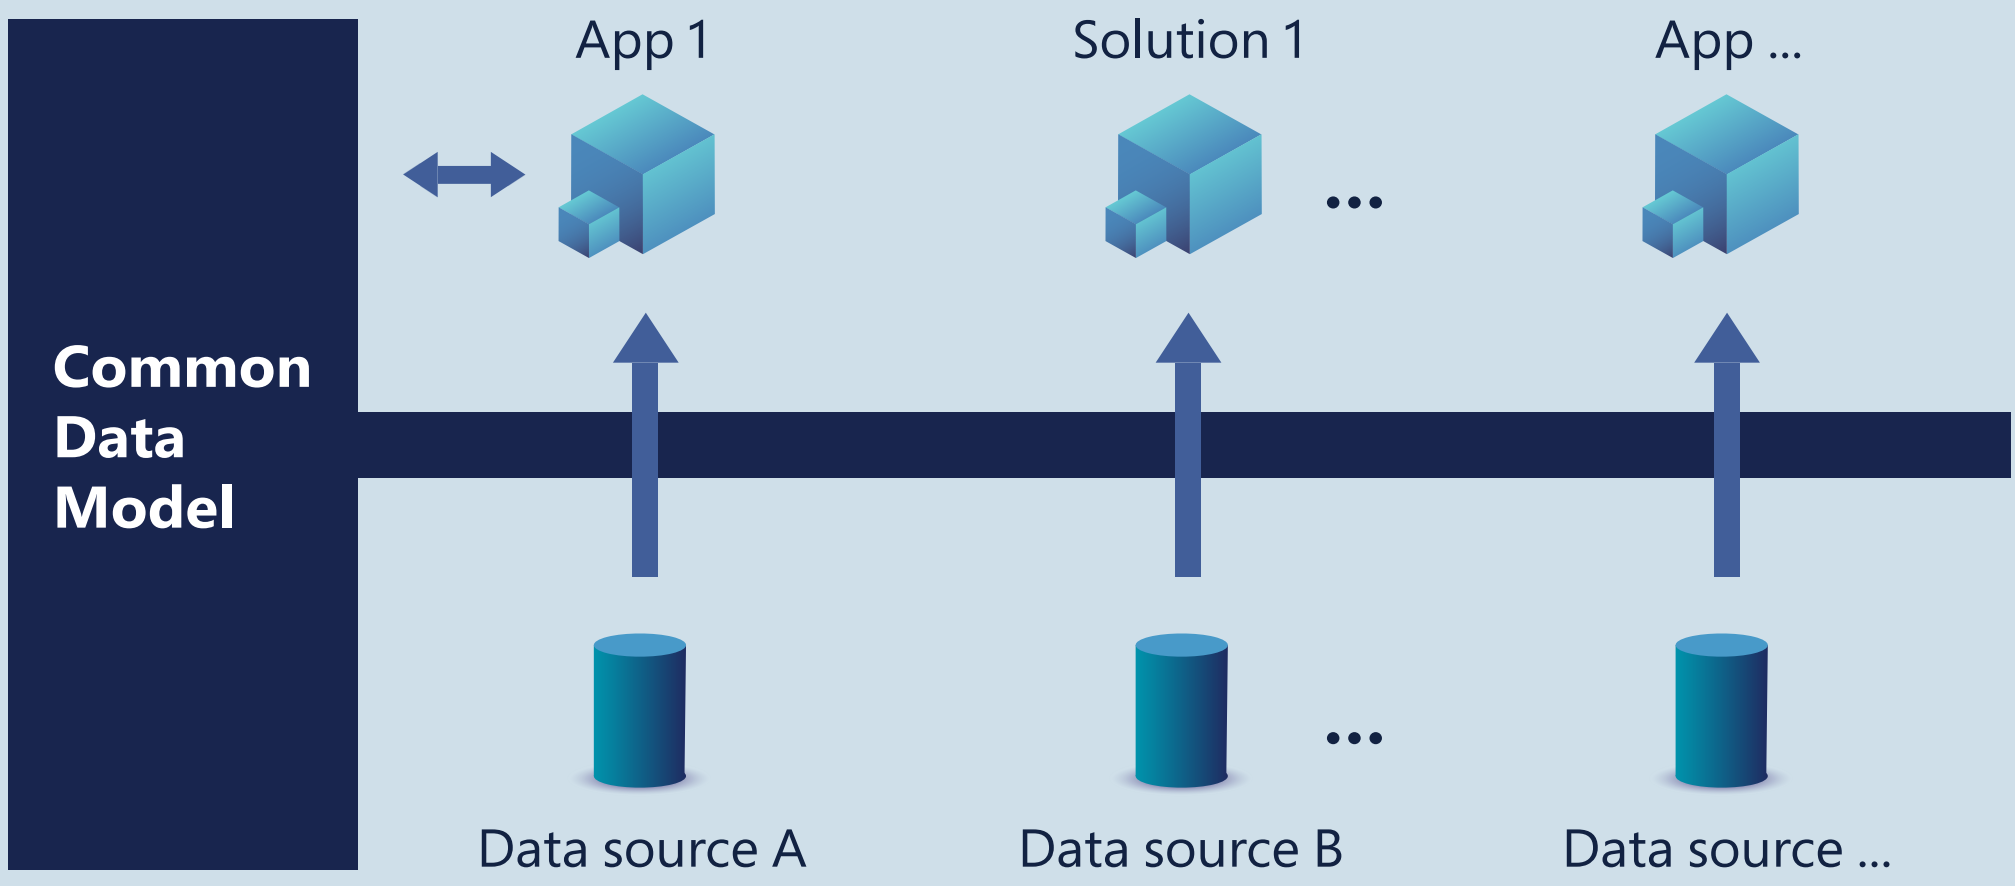 App 1
Solution 1
App ...
...
Common
Data
Model
...
Data source A
Data source B
Data source ...